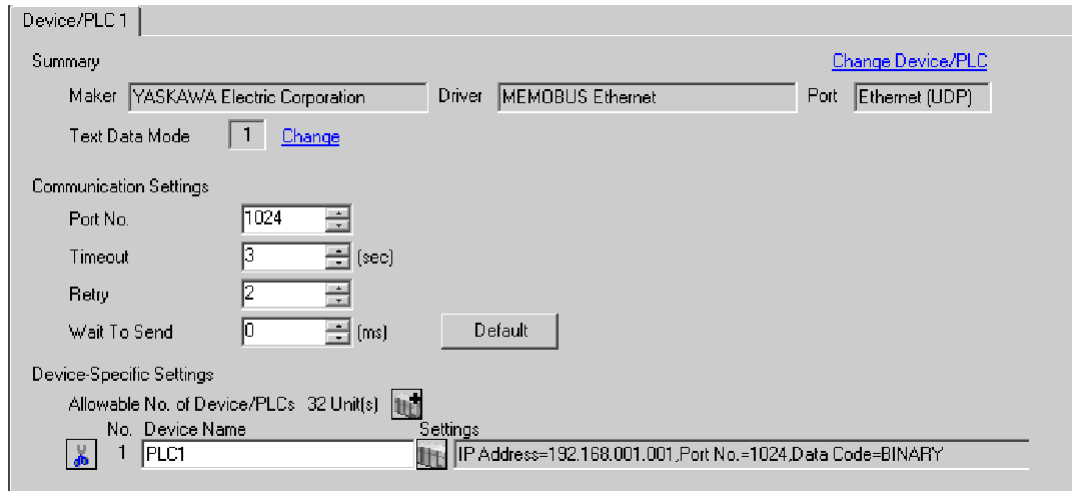 Device/PLC 1
Summary Change Device/PLC
Maker YASKAWA Electric Corporation Driver MEMOBUS Ethernet Port Ethernet (UDP)
Text Data Mode 1 Change
Communication Settings
Port No. 1024
Timeout 3 (sec)
Retry 2
Wait To Send 0 (ms) Default
Device-Specific Settings
Allowable No. of Device/PLCs 32 Unit(s)
No. Device Name Settings
1 PLC1 IP Address=192.168.001.001,Port No.=1024,Data Code=BINARY